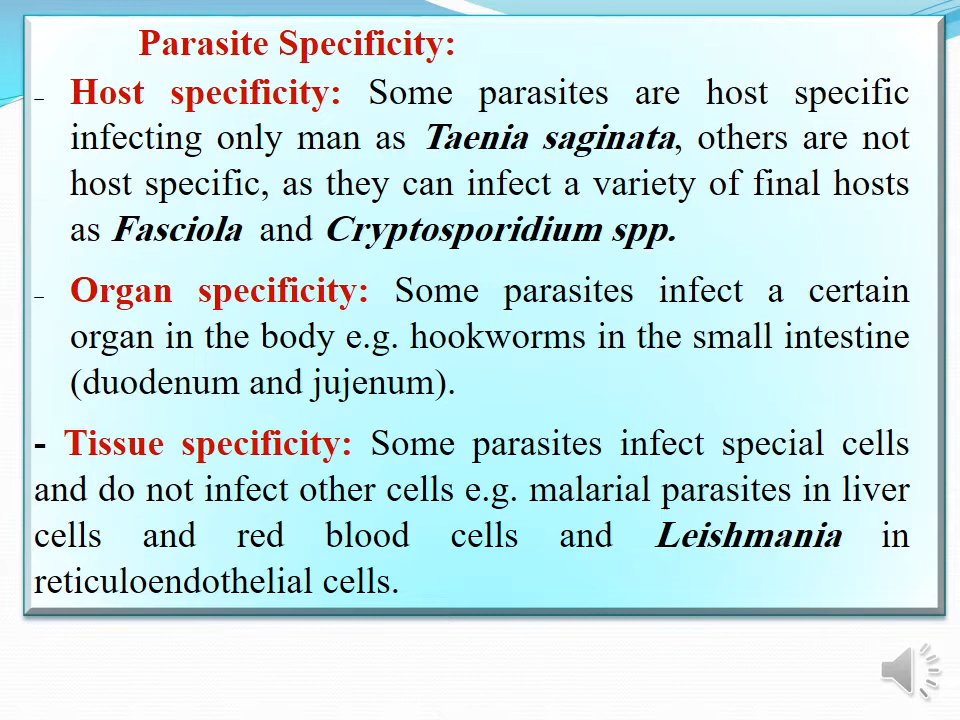 Parasite Specificity:
– Host specificity: Some parasites are host specific
infecting only man as Taenia saginata, others are not
host specific, as they can infect a variety of final hosts
as Fasciola and Cryptosporidium spp.
– Organ specificity: Some parasites infect a certain
organ in the body e.g. hookworms in the small intestine
(duodenum and jujenum).
- Tissue specificity: Some parasites infect special cells
and do not infect other cells e.g. malarial parasites in liver
cells and red blood cells and Leishmania in
reticuloendothelial cells.